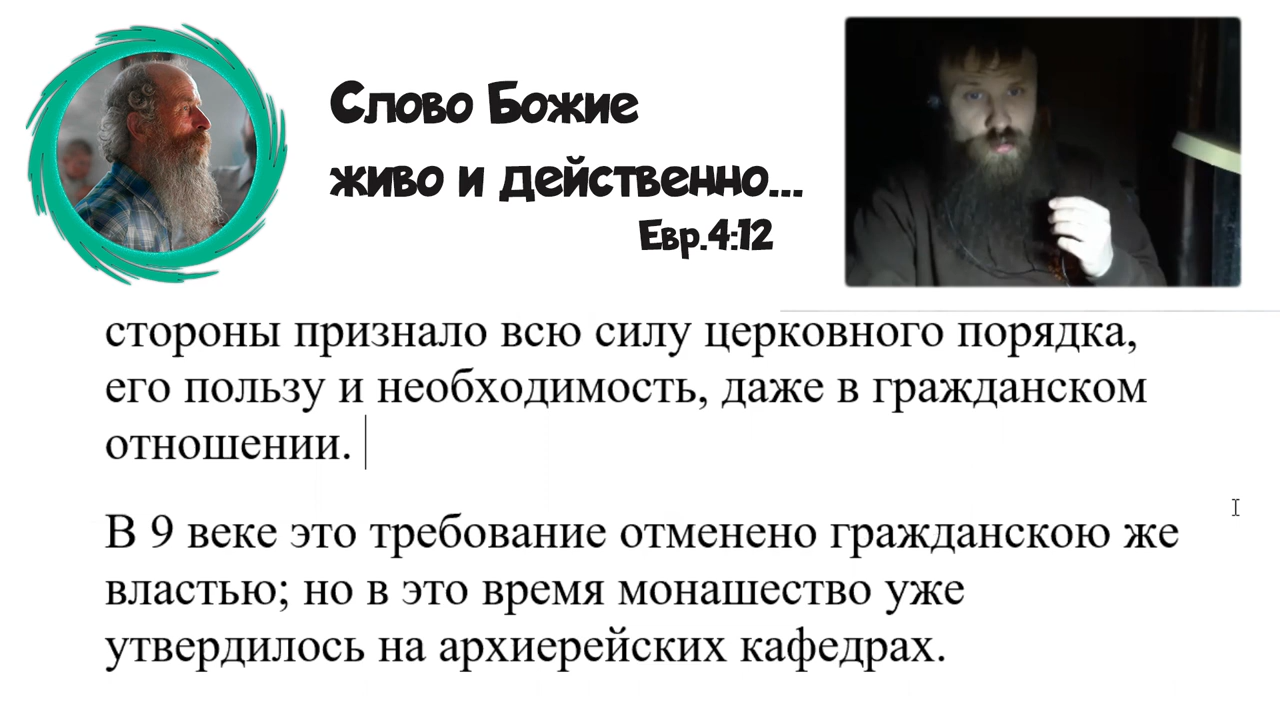 Слово Божие
живо и действенно...
Евр.4:12
стороны признало всю силу церковного порядка,
его пользу и необходимость, даже в гражданском
отношении.
В 9 веке это требование отменено гражданскою же
властью; но в это время монашество уже
утвердилось на архиерейских кафедрах.